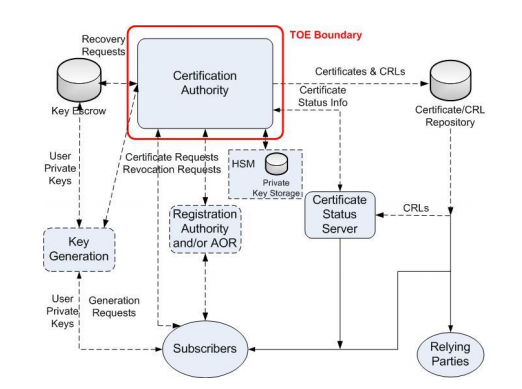 Recovery
Requests
TOE Boundary
Certification
Authority
Certificates & CRLs
Certificate
Status Info
Key Escrow
Certificate/CRL
Repository
User
Private
Keys
Certificate Requests
Revocation Requests
HSM
Private
Key Storage
Key
Generation
Registration
Authority
and/or AOR
Certificate
Status
Server
CRLs
User
Private
Keys
Generation
Requests
Subscribers
Relying
Parties